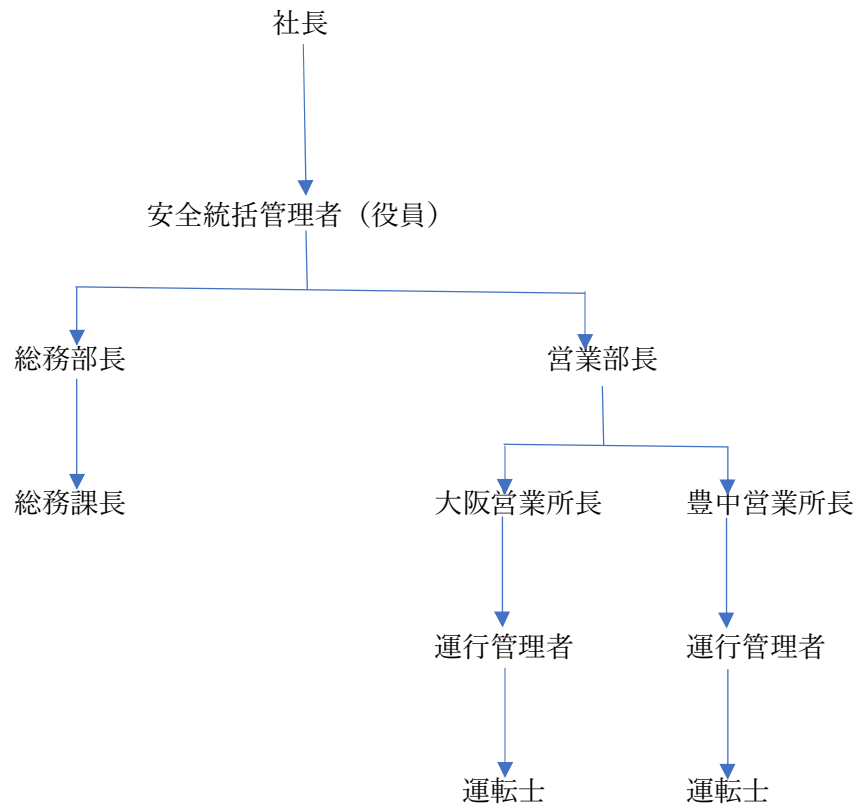 社長
安全統括管理者（役員）
総務部長
営業部長
総務課長
大阪営業所長
豊中営業所長
運行管理者
運行管理者
運転士
運転士